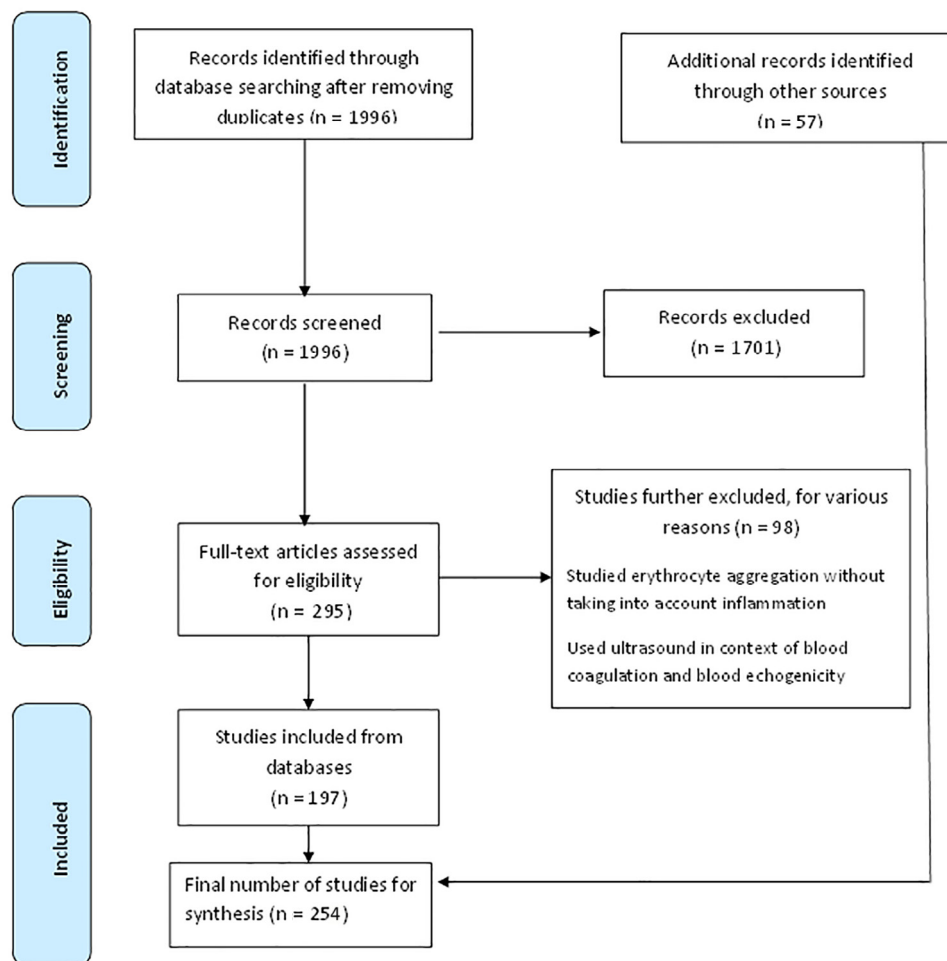 Identification
Records identified through
database searching after removing
duplicates (n = 1996)
Additional records identified
through other sources
(n = 57)
Screening
Records screened
(n = 1996)
Records excluded
(n = 1701)
Eligibility
Full-text articles assessed
for eligibility
(n = 295)
Studies further excluded, for various
reasons (n = 98)
Studied erythrocyte aggregation without
taking into account inflammation
Used ultrasound in context of blood
coagulation and blood echogenicity
Included
Studies included from
databases
(n = 197)
Final number of studies for
synthesis (n = 254)